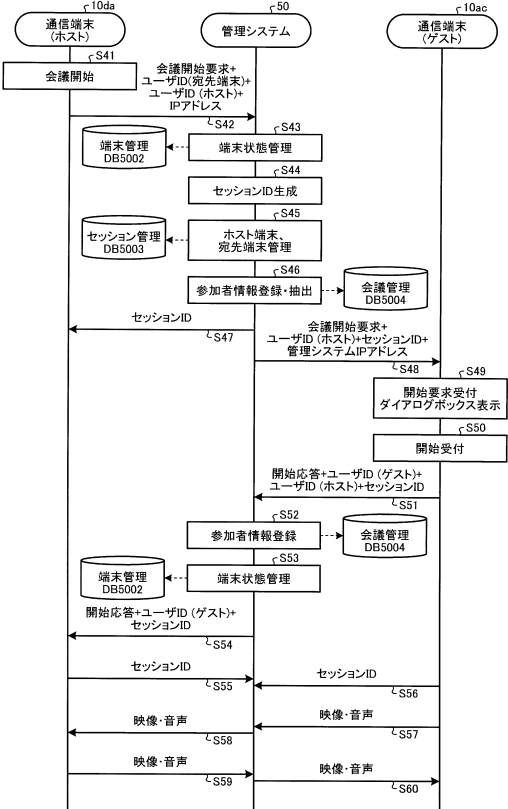 10da
通信端末
(ホスト)
50
管理システム
10ac
通信端末
(ゲスト)
S41
会議開始
会議開始要求+
ユーザID(宛先端末)+
ユーザID(ホスト)+
IPアドレス
S42
S43
端末状態管理
端末管理
DB5002
S44
セッションID生成
S45
ホスト端末、
宛先端末管理
セッション管理
DB5003
S46
参加者情報登録・抽出
会議管理
DB5004
セッションID
S47
会議開始要求+
ユーザID(ホスト)+セッションID+
管理システムIPアドレス
S48
S49
開始要求受付
ダイアログボックス表示
S50
開始受付
開始応答+ユーザID(ゲスト)+
ユーザID(ホスト)+セッションID
S51
S52
参加者情報登録
会議管理
DB5004
S53
端末状態管理
端末管理
DB5002
開始応答+ユーザID(ゲスト)+
セッションID
S54
セッションID
S55
セッションID
S56
映像・音声
S57
映像・音声
S58
映像・音声
S59
映像・音声
S60